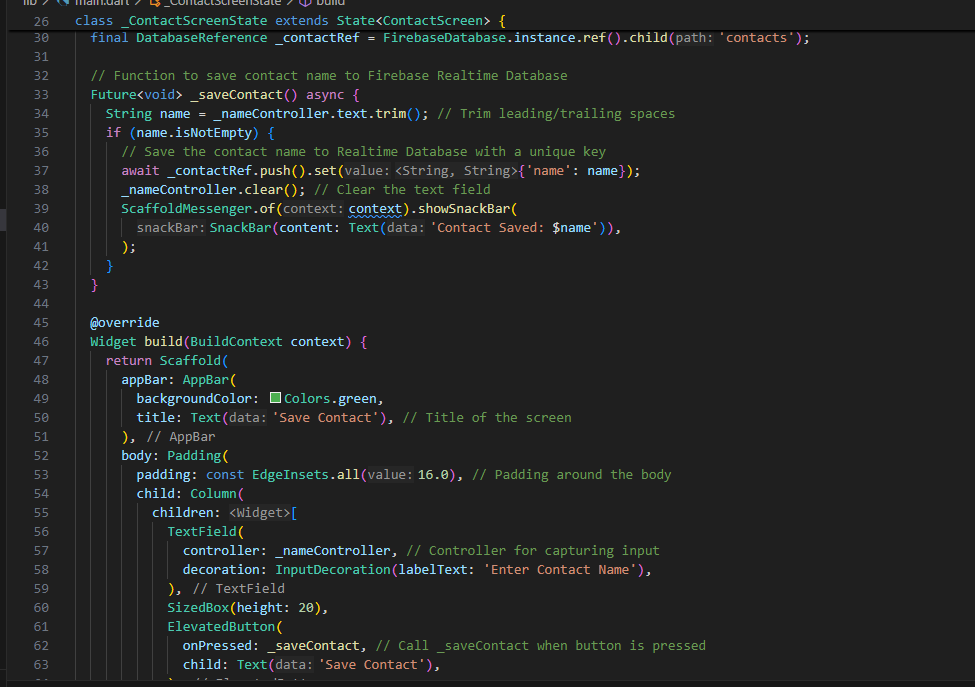 lib > main.dart > _ContactScreenState > build
26 class _ContactScreenState extends State<ContactScreen> {
30 final DatabaseReference _contactRef = FirebaseDatabase.instance.ref().child(path: 'contacts');
31
32 // Function to save contact name to Firebase Realtime Database
33 Future<void> _saveContact() async {
34 String name = _nameController.text.trim(); // Trim leading/trailing spaces
35 if (name.isNotEmpty) {
36 // Save the contact name to Realtime Database with a unique key
37 await _contactRef.push().set(value: <String, String>{'name': name});
38 _nameController.clear(); // Clear the text field
39 ScaffoldMessenger.of(context: context).showSnackBar(
40 snackBar: SnackBar(content: Text(data: 'Contact Saved: $name')),
41 );
42 }
43 }
44
45 @override
46 Widget build(BuildContext context) {
47 return Scaffold(
48 appBar: AppBar(
49 backgroundColor: Colors.green,
50 title: Text(data: 'Save Contact'), // Title of the screen
51 ), // AppBar
52 body: Padding(
53 padding: const EdgeInsets.all(value: 16.0), // Padding around the body
54 child: Column(
55 children: <Widget>[
56 TextField(
57 controller: _nameController, // Controller for capturing input
58 decoration: InputDecoration(labelText: 'Enter Contact Name'),
59 ), // TextField
60 SizedBox(height: 20),
61 ElevatedButton(
62 onPressed: _saveContact, // Call _saveContact when button is pressed
63 child: Text(data: 'Save Contact'),